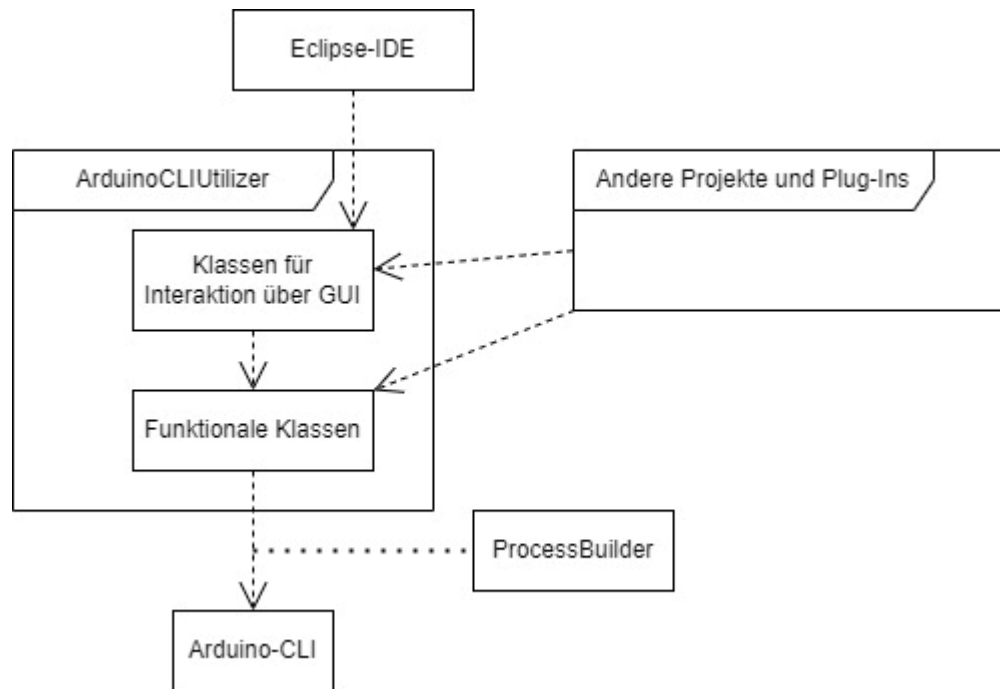 Eclipse-IDE
ArduinoCLIUtilizer
Andere Projekte und Plug-Ins
Klassen für
Interaktion über GUI
Funktionale Klassen
ProcessBuilder
Arduino-CLI